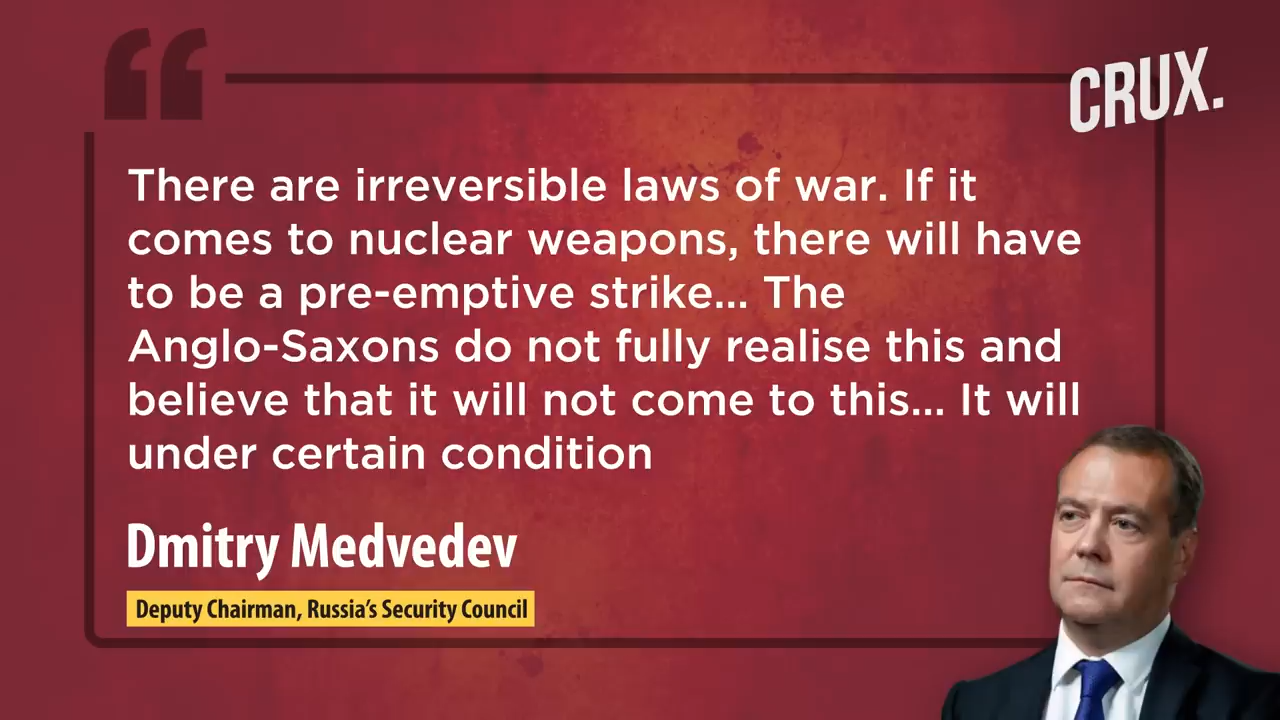 CRUX.
There are irreversible laws of war. If it
comes to nuclear weapons, there will have
to be a pre-emptive strike... The
Anglo-Saxons do not fully realise this and
believe that it will not come to this... It will
under certain condition
Dmitry Medvedev
Deputy Chairman, Russia's Security Council